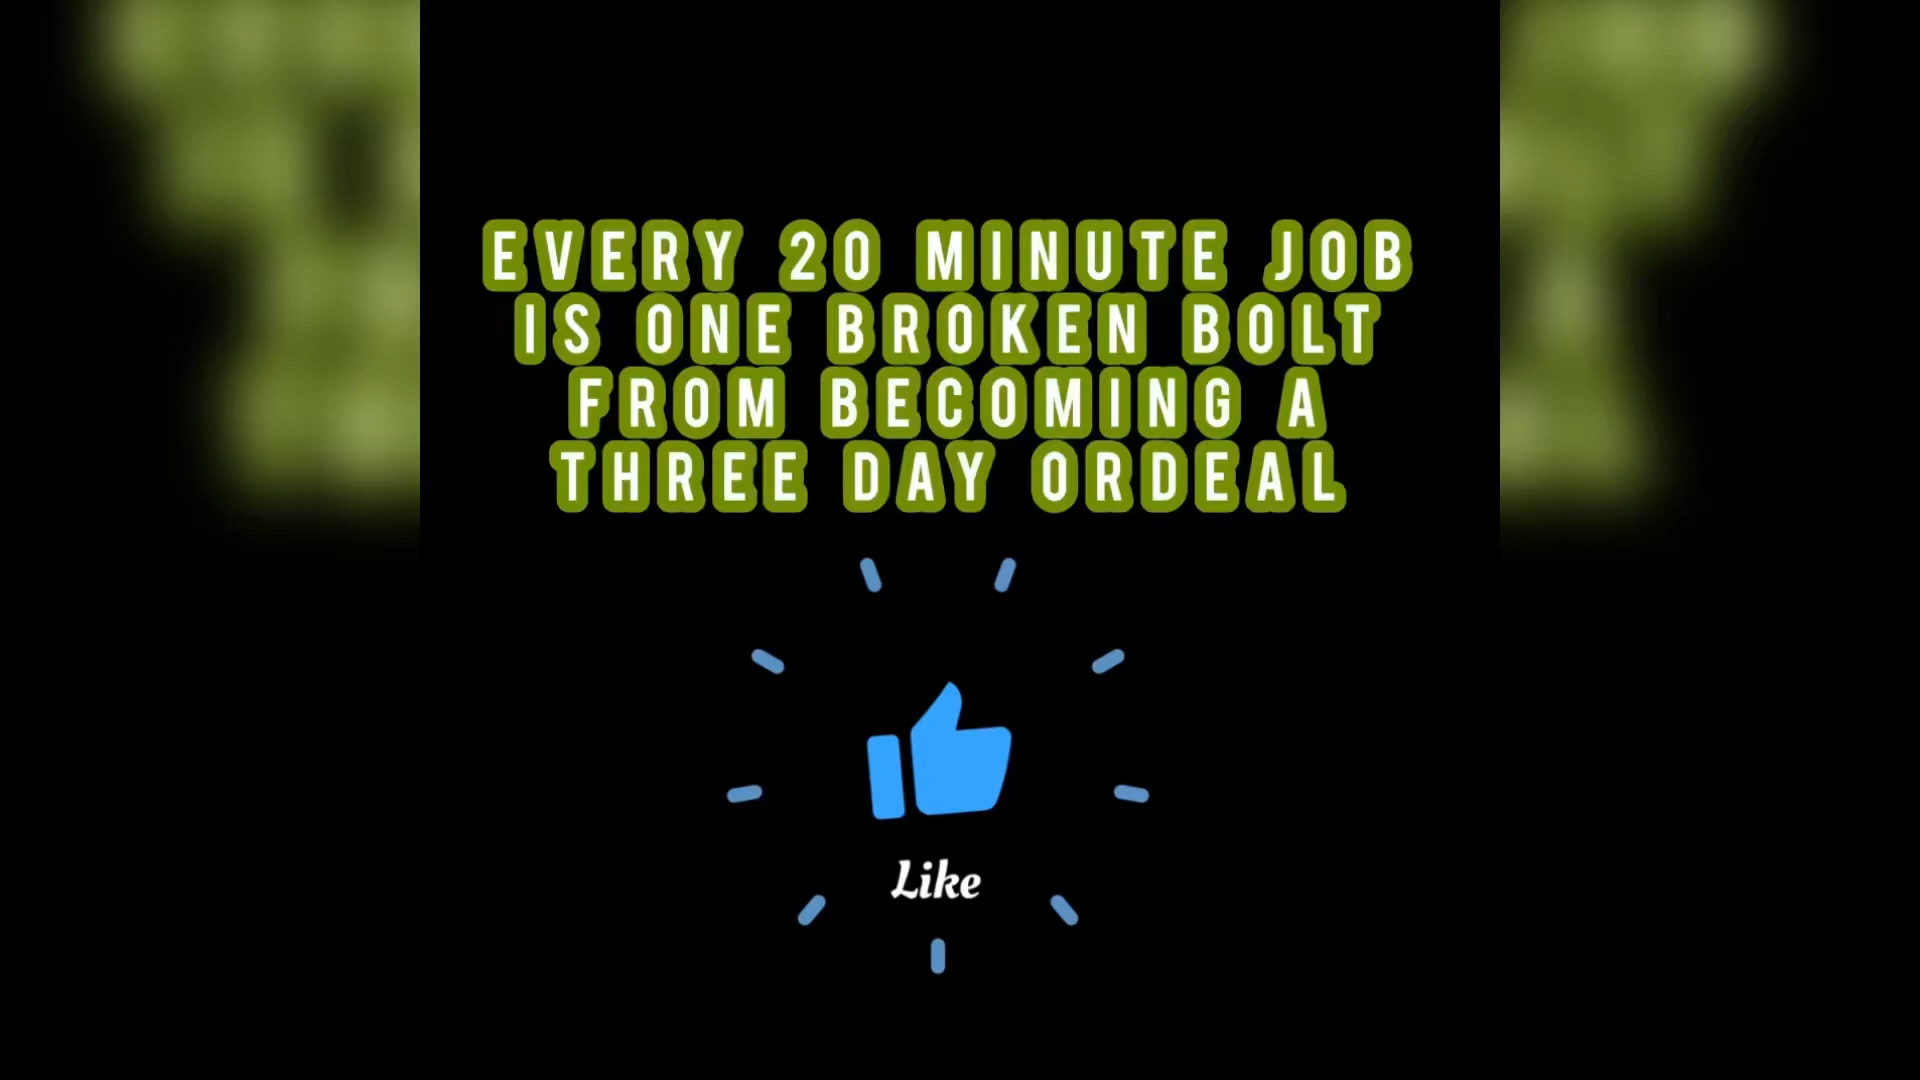 EVERY 20 MINUTE JOB
IS ONE BROKEN BOLT
FROM BECOMING A
THREE DAY ORDEAL
Like